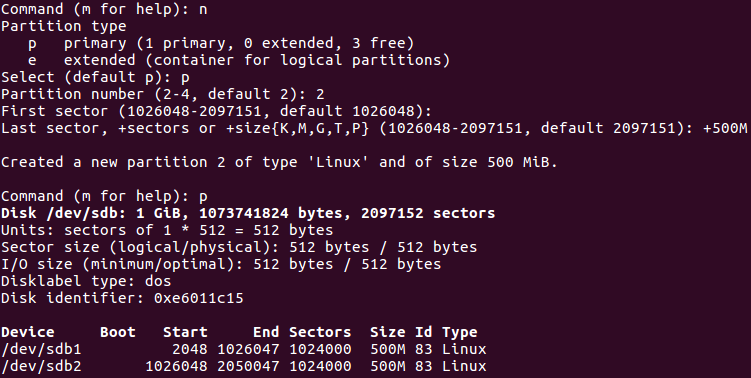 Command (m for help): n
Partition type
   p   primary (1 primary, 0 extended, 3 free)
   e   extended (container for logical partitions)
Select (default p): p
Partition number (2-4, default 2): 2
First sector (1026048-2097151, default 1026048):
Last sector, +sectors or +size{K,M,G,T,P} (1026048-2097151, default 2097151): +500M
Created a new partition 2 of type 'Linux' and of size 500 MiB.
Command (m for help): p
Disk /dev/sdb: 1 GiB, 1073741824 bytes, 2097152 sectors
Units: sectors of 1 * 512 = 512 bytes
Sector size (logical/physical): 512 bytes / 512 bytes
I/O size (minimum/optimal): 512 bytes / 512 bytes
Disklabel type: dos
Disk identifier: 0xe6011c15
Device     Boot   Start     End Sectors  Size Id Type
/dev/sdb1          2048 1026047 1024000  500M 83 Linux
/dev/sdb2       1026048 2050047 1024000  500M 83 Linux